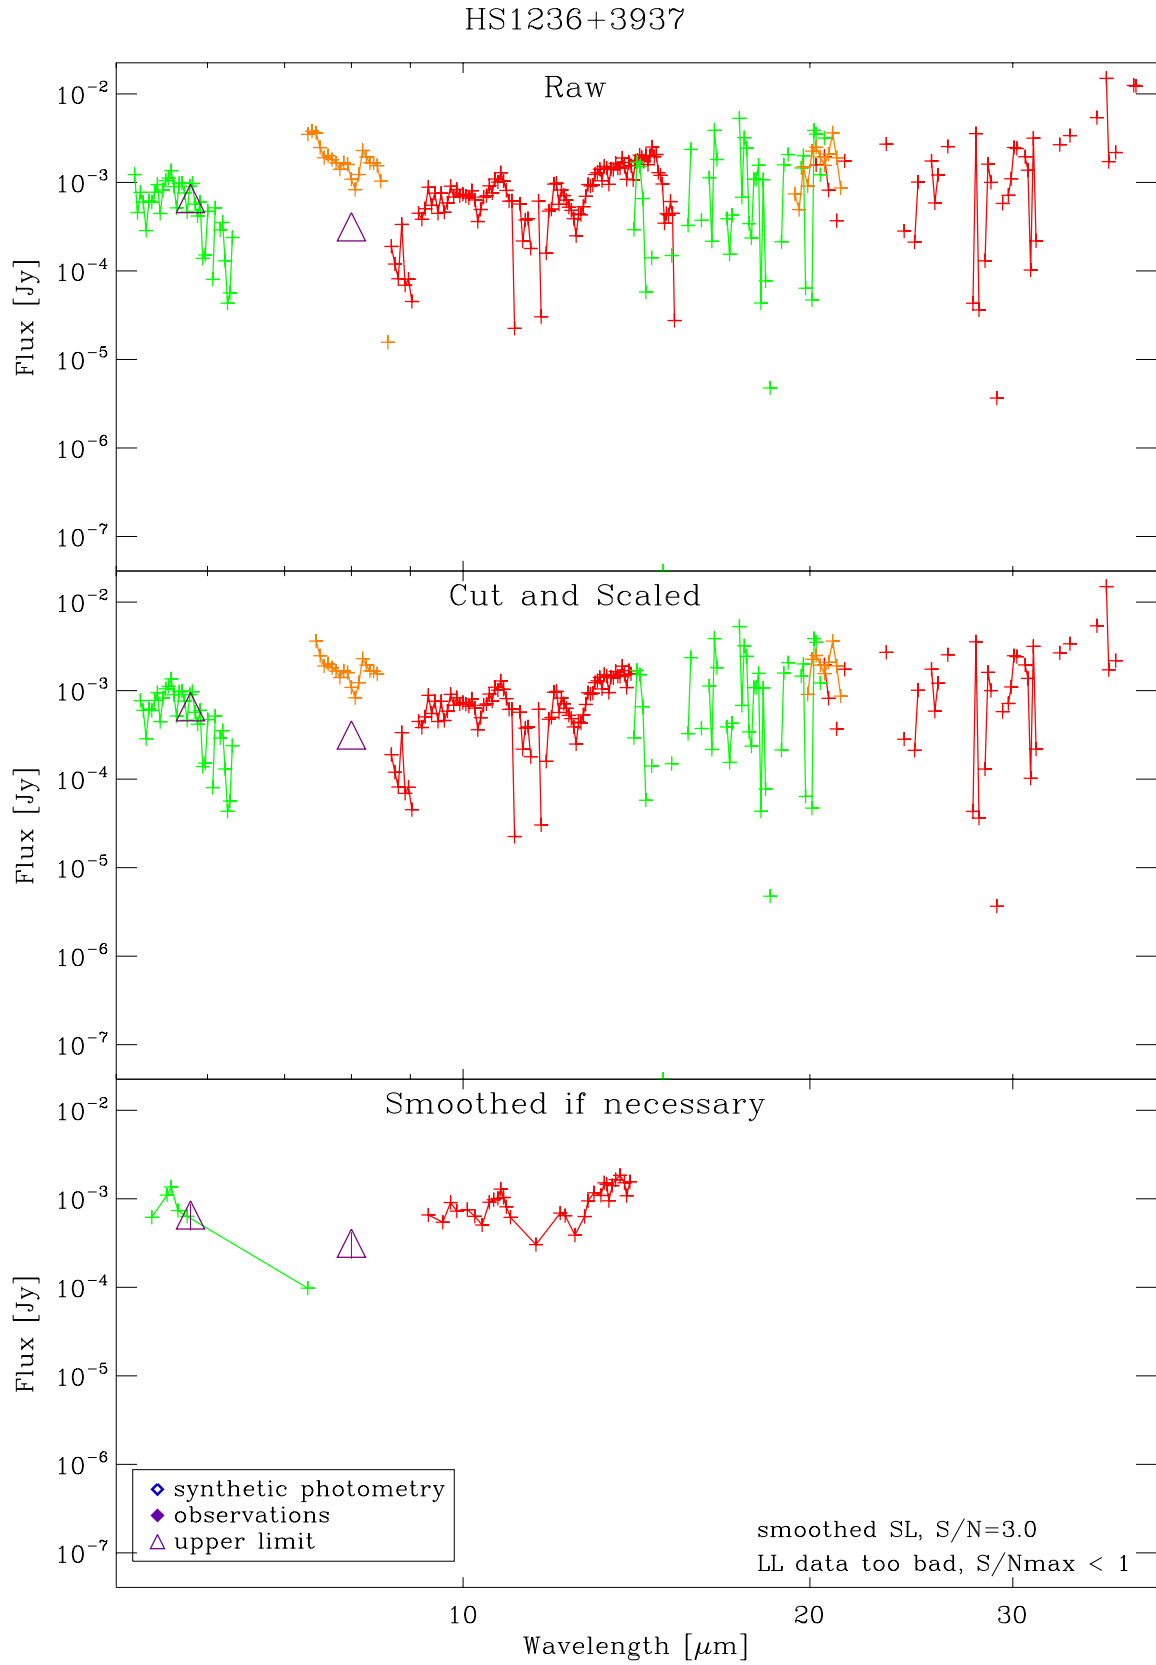 HS1236+3937
Raw
10⁻²
10⁻³
10⁻⁴
10⁻⁵
10⁻⁶
10⁻⁷
Flux [Jy]
Cut and Scaled
10⁻²
10⁻³
10⁻⁴
10⁻⁵
10⁻⁶
10⁻⁷
Flux [Jy]
Smoothed if necessary
10⁻²
10⁻³
10⁻⁴
10⁻⁵
10⁻⁶
10⁻⁷
Flux [Jy]
synthetic photometry
observations
upper limit
smoothed SL, S/N=3.0
LL data too bad, S/Nmax < 1
10 20 30
Wavelength [μm]